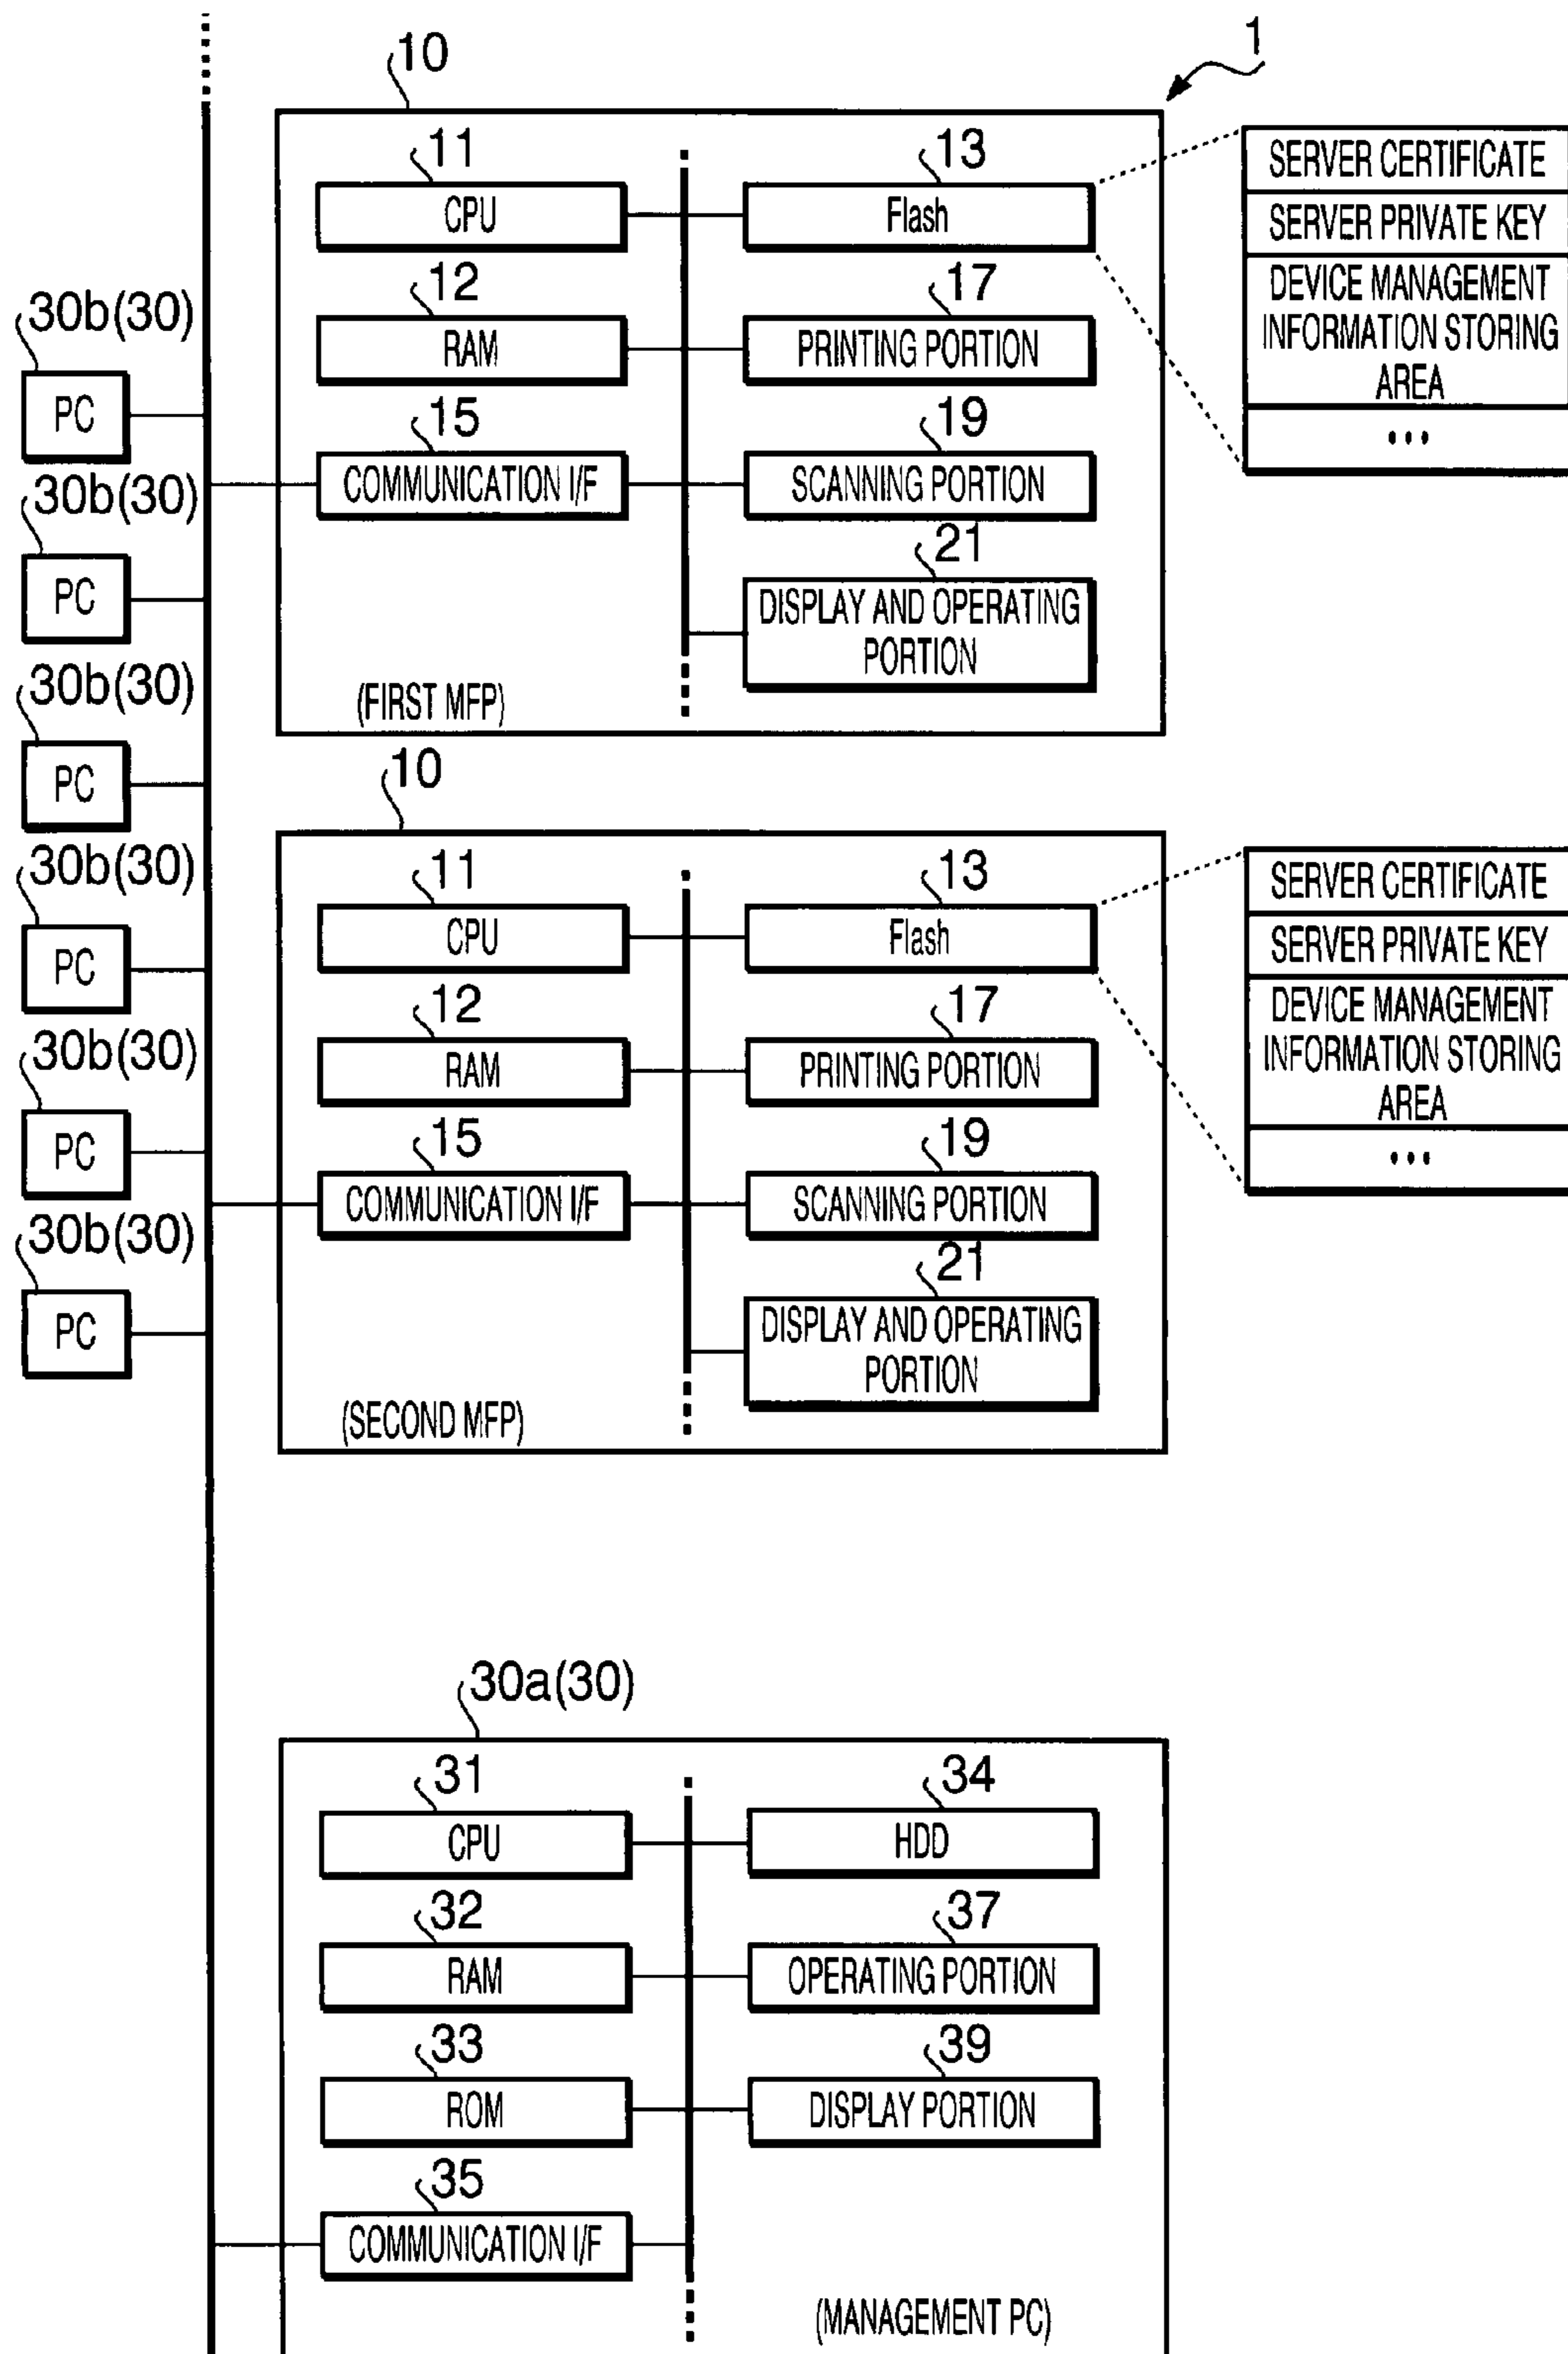 1
10
11
CPU
13
Flash
12
RAM
17
PRINTING PORTION
15
COMMUNICATION I/F
19
SCANNING PORTION
21
DISPLAY AND OPERATING
PORTION
(FIRST MFP)
SERVER CERTIFICATE
SERVER PRIVATE KEY
DEVICE MANAGEMENT
INFORMATION STORING
AREA
...
30b(30)
PC
30b(30)
PC
30b(30)
PC
30b(30)
PC
30b(30)
PC
30b(30)
PC
10
11
CPU
13
Flash
12
RAM
17
PRINTING PORTION
15
COMMUNICATION I/F
19
SCANNING PORTION
21
DISPLAY AND OPERATING
PORTION
(SECOND MFP)
SERVER CERTIFICATE
SERVER PRIVATE KEY
DEVICE MANAGEMENT
INFORMATION STORING
AREA
...
30a(30)
31
CPU
34
HDD
32
RAM
37
OPERATING PORTION
33
ROM
39
DISPLAY PORTION
35
COMMUNICATION I/F
(MANAGEMENT PC)